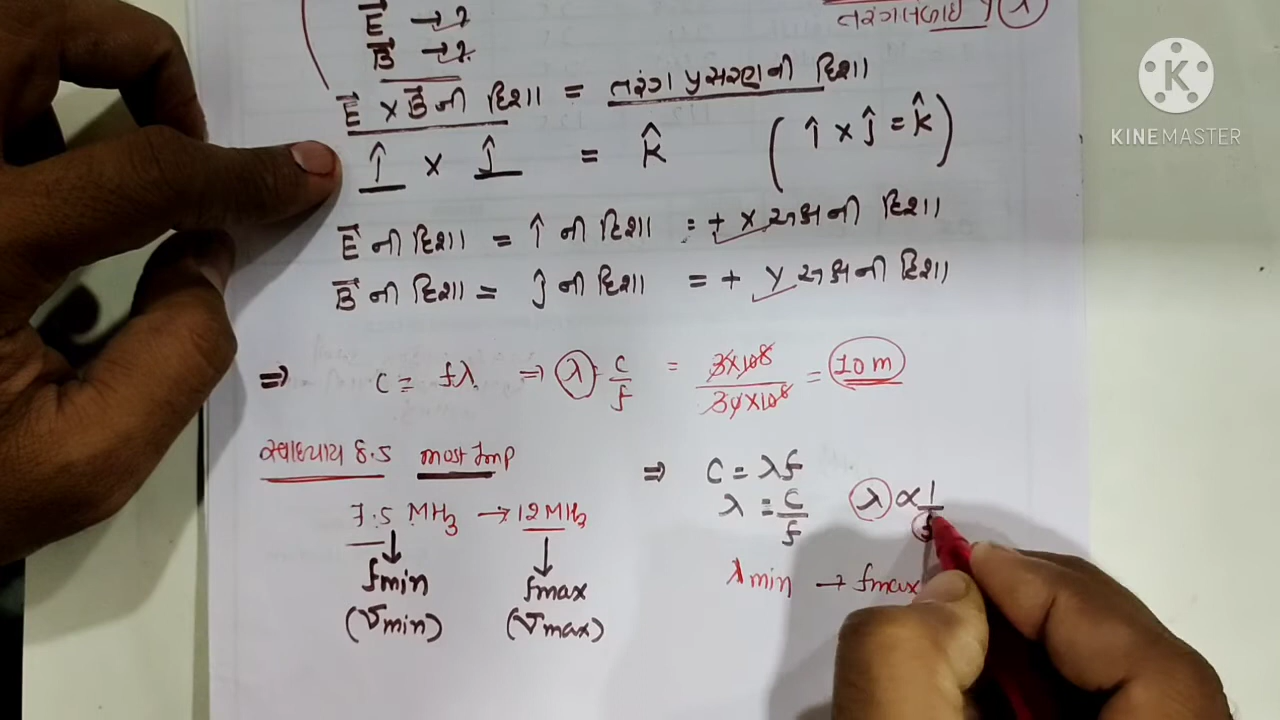 તરંગલંબાઈ λ
E⃗ → ?
B⃗ → ?
E⃗ × B⃗ ની દિશા = તરંગ પ્રસરણની દિશા
î × ĵ = k̂ ( î × ĵ = k̂ )
E⃗ ની દિશા = î ની દિશા = + x અક્ષની દિશા
B⃗ ની દિશા = ĵ ની દિશા = + y અક્ષની દિશા
⇒ c = fλ ⇒ λ = c/f = 3×10⁸ / 30×10⁶ = 10 m
સ્વાધ્યાય 8.5 most Imp
7.5 MHz → 12 MHz
fmin fmax
(νmin) (νmax)
⇒ C = λf
λ = C/f λ ∝ 1/f
λmin → fmax
KINEMASTER